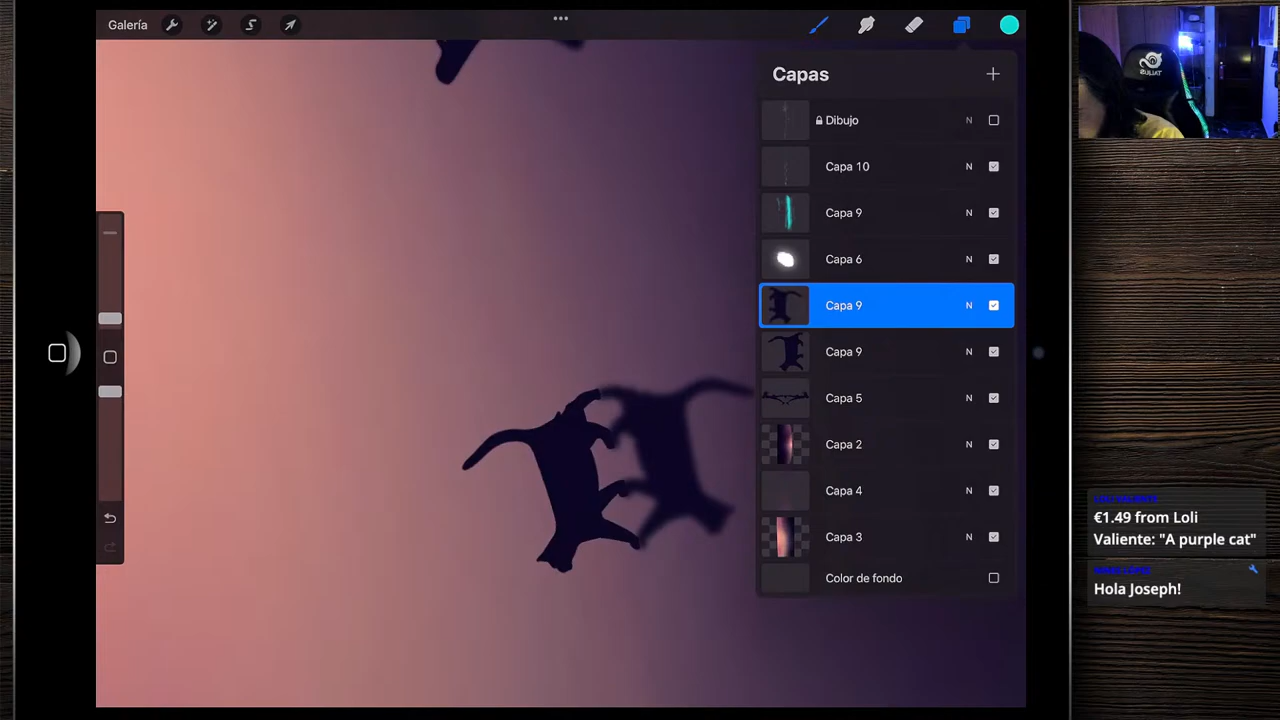 Galería
Capas
Dibujo N
Capa 10 N
Capa 9 N
Capa 6 N
Capa 9 N
Capa 9 N
Capa 5 N
Capa 2 N
Capa 4 N
Capa 3 N
Color de fondo
€1.49 from Loli
Valiente: "A purple cat"
Hola Joseph!